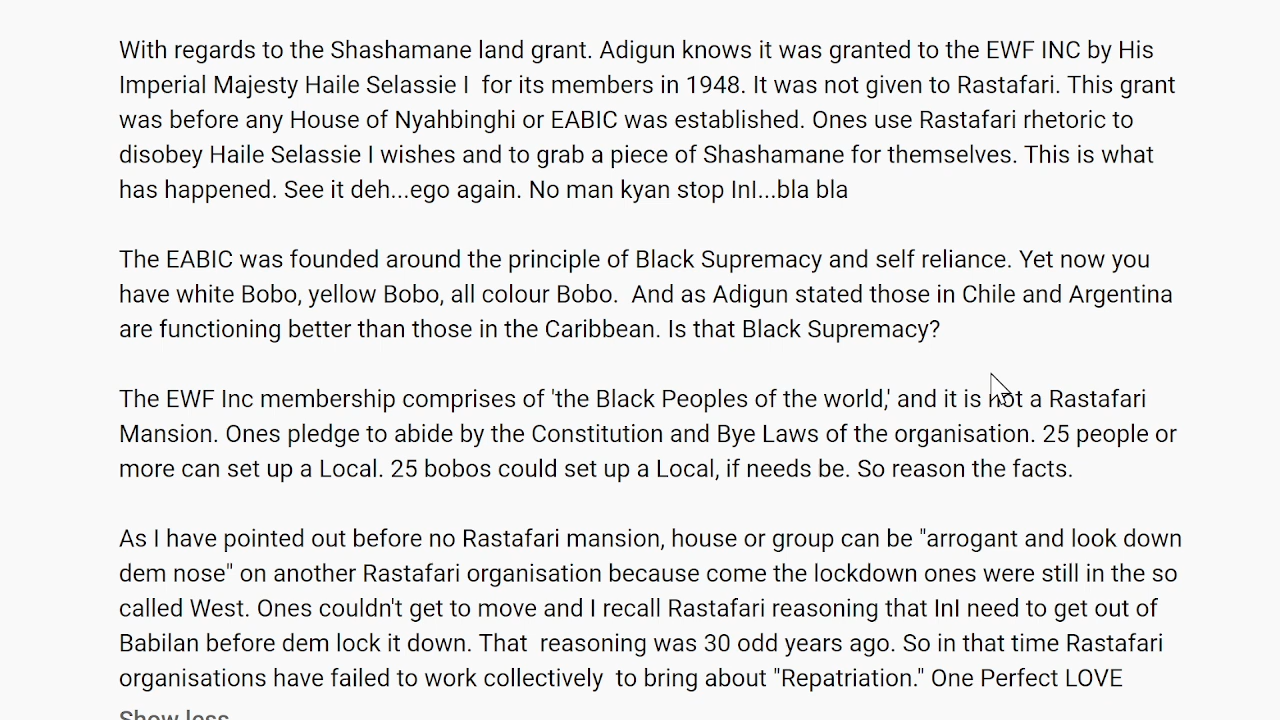 With regards to the Shashamane land grant. Adigun knows it was granted to the EWF INC by His
Imperial Majesty Haile Selassie I  for its members in 1948. It was not given to Rastafari. This grant
was before any House of Nyahbinghi or EABIC was established. Ones use Rastafari rhetoric to
disobey Haile Selassie I wishes and to grab a piece of Shashamane for themselves. This is what
has happened. See it deh...ego again. No man kyan stop InI...bla bla
The EABIC was founded around the principle of Black Supremacy and self reliance. Yet now you
have white Bobo, yellow Bobo, all colour Bobo.  And as Adigun stated those in Chile and Argentina
are functioning better than those in the Caribbean. Is that Black Supremacy?
The EWF Inc membership comprises of 'the Black Peoples of the world,' and it is not a Rastafari
Mansion. Ones pledge to abide by the Constitution and Bye Laws of the organisation. 25 people or
more can set up a Local. 25 bobos could set up a Local, if needs be. So reason the facts.
As I have pointed out before no Rastafari mansion, house or group can be "arrogant and look down
dem nose" on another Rastafari organisation because come the lockdown ones were still in the so
called West. Ones couldn't get to move and I recall Rastafari reasoning that InI need to get out of
Babilan before dem lock it down. That  reasoning was 30 odd years ago. So in that time Rastafari
organisations have failed to work collectively  to bring about "Repatriation." One Perfect LOVE
Show less